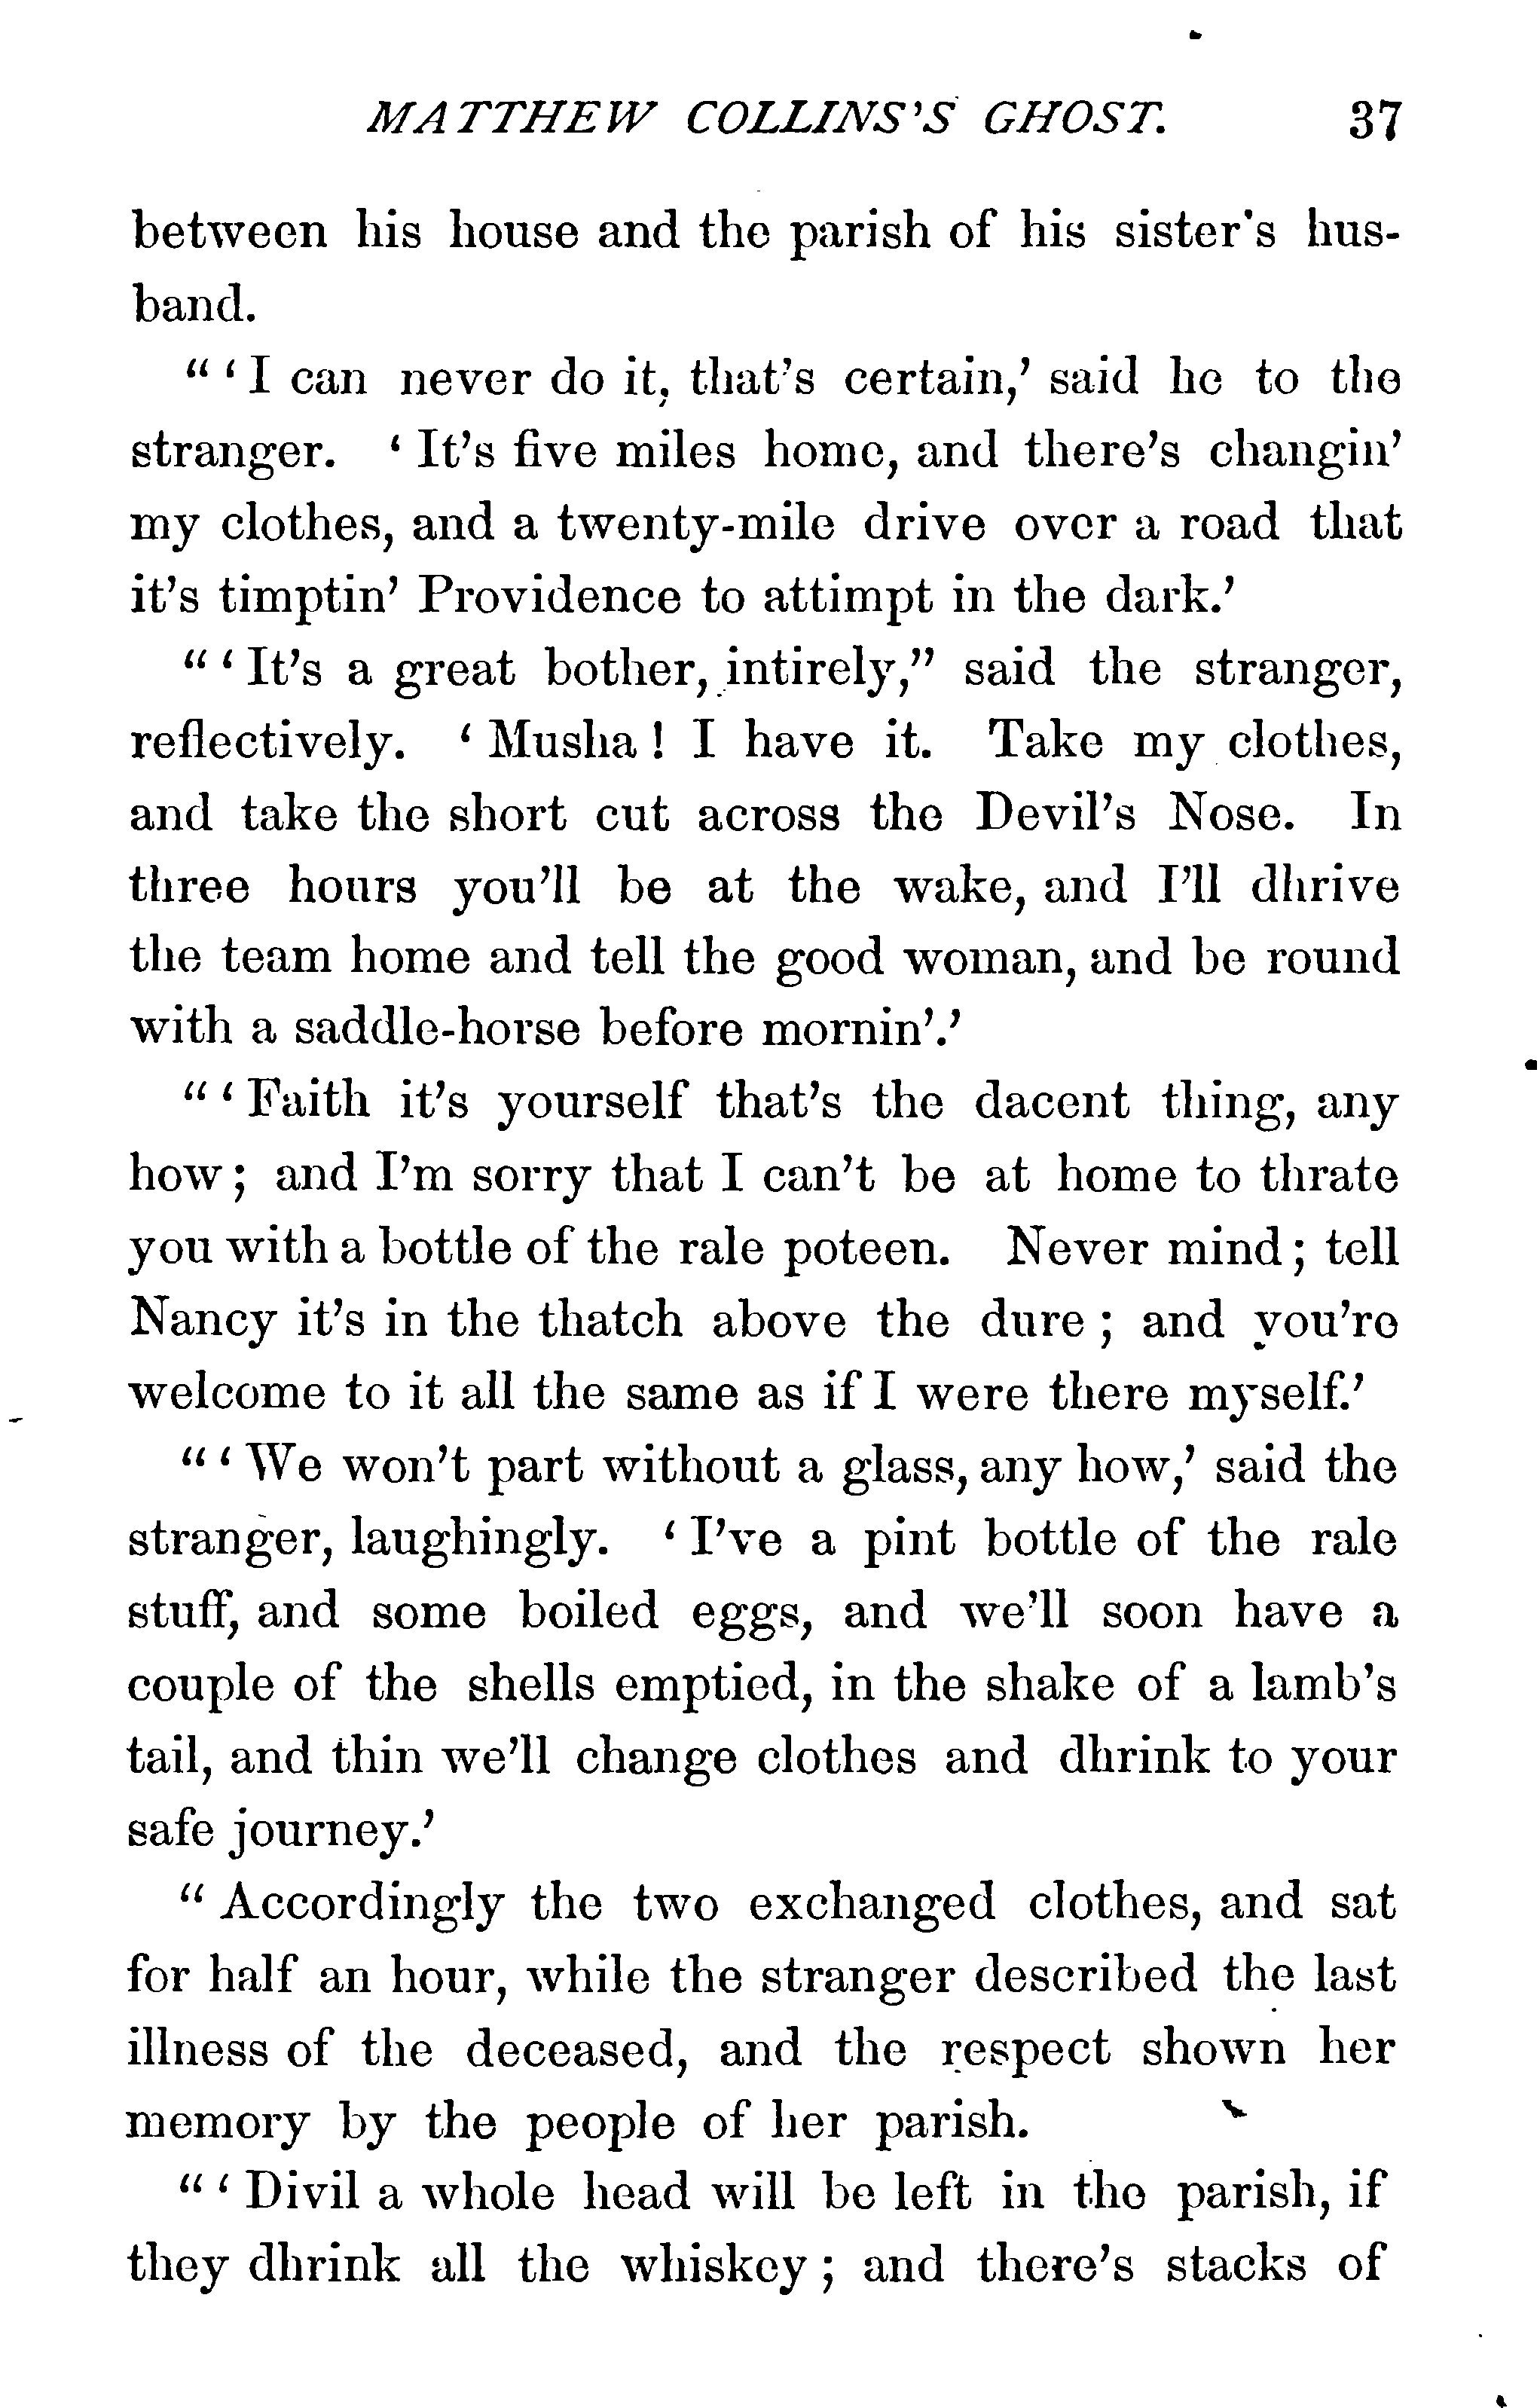 MATTHEW COLLINS'S GHOST. 37
between his house and the parish of his sister's hus-
band.
" ' I can never do it, that's certain,' said he to the
stranger. ' It's five miles home, and there's changin'
my clothes, and a twenty-mile drive over a road that
it's timptin' Providence to attimpt in the dark.'
" ' It's a great bother, intirely," said the stranger,
reflectively. ' Musha ! I have it. Take my clothes,
and take the short cut across the Devil's Nose. In
three hours you'll be at the wake, and I'll dhrive
the team home and tell the good woman, and be round
with a saddle-horse before mornin'.'
" ' Faith it's yourself that's the dacent thing, any
how ; and I'm sorry that I can't be at home to thrate
you with a bottle of the rale poteen. Never mind ; tell
Nancy it's in the thatch above the dure ; and you're
welcome to it all the same as if I were there myself.'
" ' We won't part without a glass, any how,' said the
stranger, laughingly. ' I've a pint bottle of the rale
stuff, and some boiled eggs, and we'll soon have a
couple of the shells emptied, in the shake of a lamb's
tail, and thin we'll change clothes and dhrink to your
safe journey.'
" Accordingly the two exchanged clothes, and sat
for half an hour, while the stranger described the last
illness of the deceased, and the respect shown her
memory by the people of her parish.
" ' Divil a whole head will be left in the parish, if
they dhrink all the whiskey ; and there's stacks of